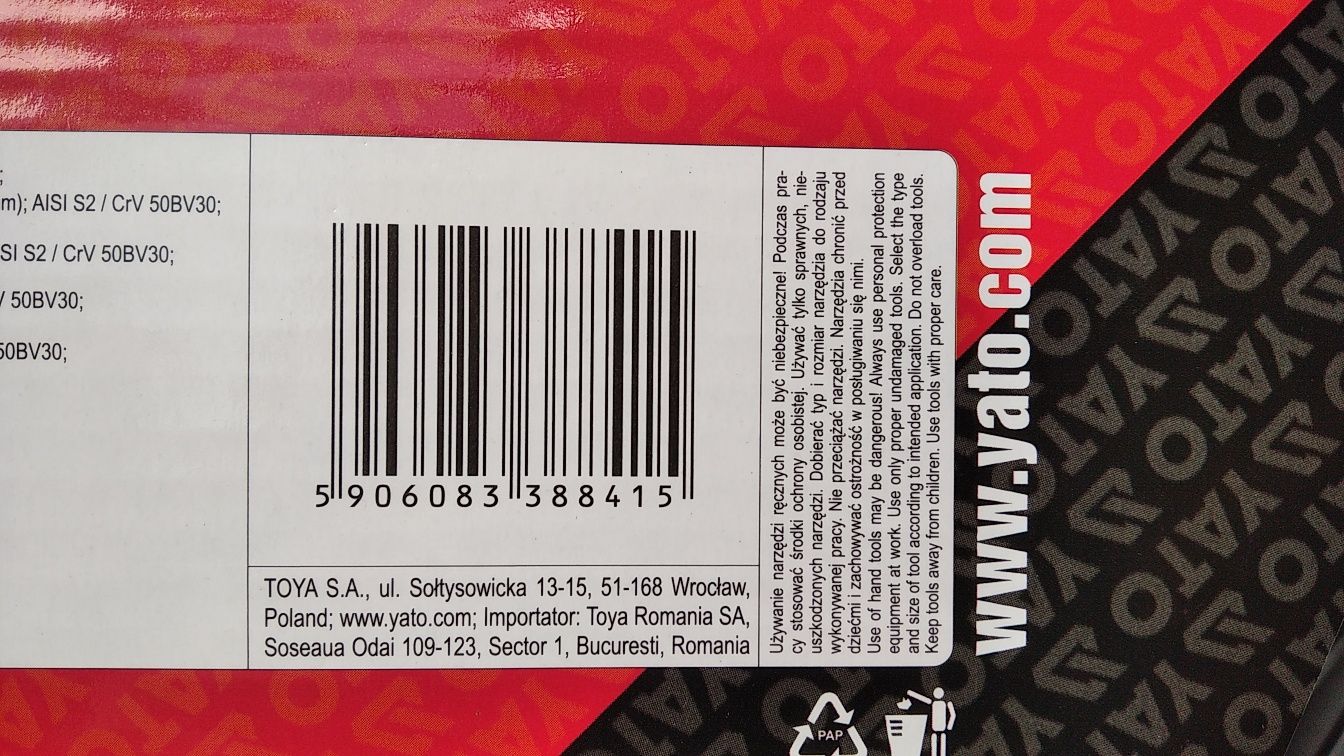 ;
m); AISI S2 / CrV 50BV30;
SI S2 / CrV 50BV30;
/ 50BV30;
50BV30;
5 906083 388415
TOYA S.A., ul. Sołtysowicka 13-15, 51-168 Wrocław,
Poland; www.yato.com; Importator: Toya Romania SA,
Soseaua Odai 109-123, Sector 1, Bucuresti, Romania
Używanie narzędzi ręcznych może być niebezpieczne! Podczas pra-
cy stosować środki ochrony osobistej. Używać tylko sprawnych, nie-
uszkodzonych narzędzi. Dobierać typ i rozmiar narzędzia do rodzaju
wykonywanej pracy. Nie przeciążać narzędzi. Narzędzia chronić przed
dziećmi i zachowywać ostrożność w posługiwaniu się nimi.
Use of hand tools may be dangerous! Always use personal protection
equipment at work. Use only proper undamaged tools. Select the type
and size of tool according to intended application. Do not overload tools.
Keep tools away from children. Use tools with proper care.
www.yato.com
PAP
YATO